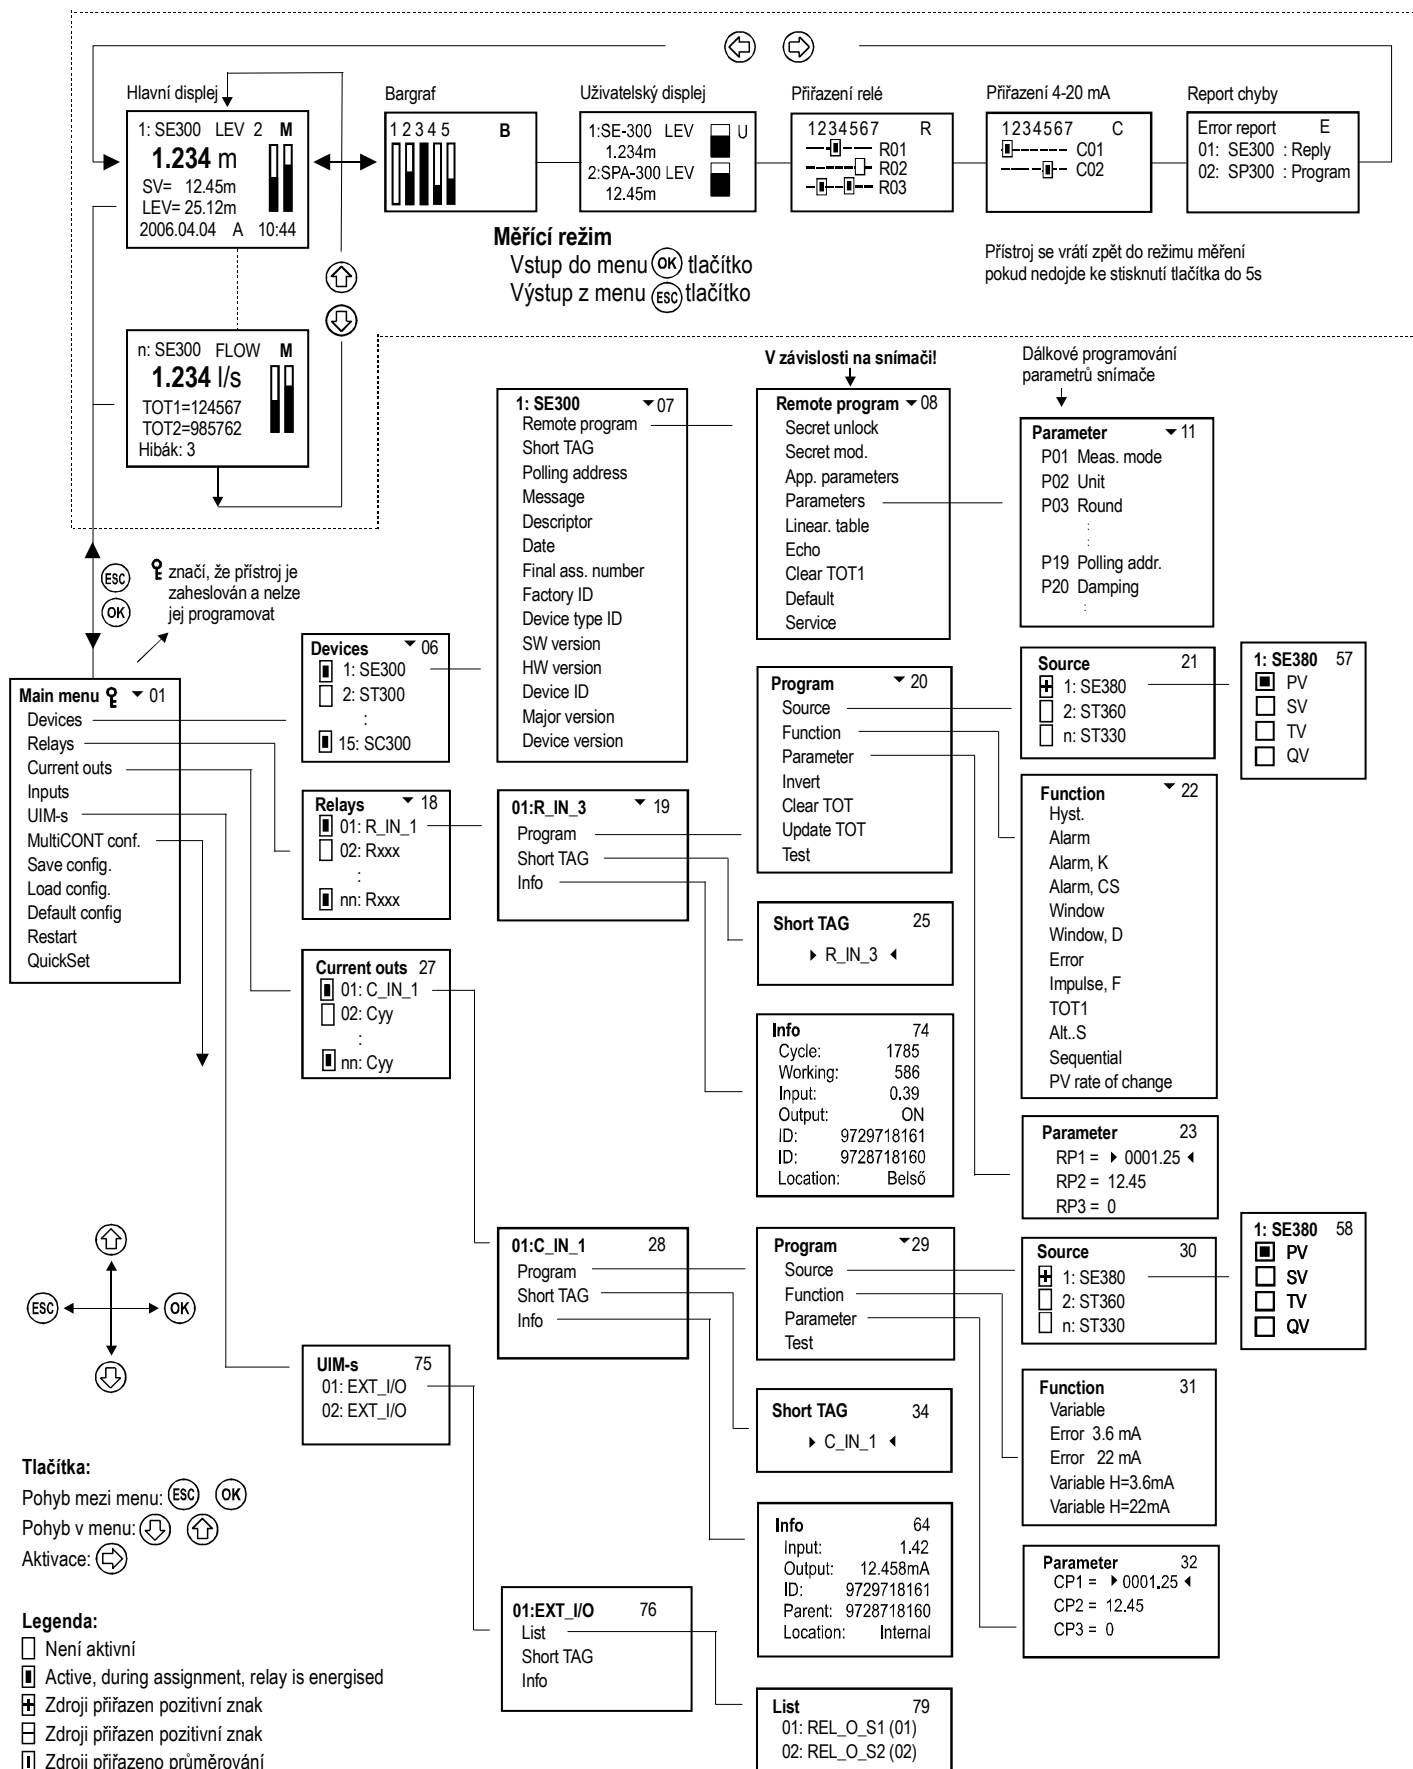 Hlavní displej
1: SE300 LEV 2 M
1.234 m
SV= 12.45m
LEV= 25.12m
2006.04.04 A 10:44
Bargraf
1 2 3 4 5 B
Uživatelský displej
1:SE-300 LEV U
1.234m
2:SPA-300 LEV
12.45m
Přiřazení relé
1234567 R
R01
R02
R03
Přiřazení 4-20 mA
1234567 C
C01
C02
Report chyby
Error report E
01: SE300 : Reply
02: SP300 : Program
Měřící režim
Vstup do menu OK tlačítko
Výstup z menu ESC tlačítko
Přístroj se vrátí zpět do režimu měření
pokud nedojde ke stisknutí tlačítka do 5s
n: SE300 FLOW M
1.234 l/s
TOT1=124567
TOT2=985762
Hibák: 3
ESC
OK
značí, že přístroj je
zaheslován a nelze
jej programovat
Main menu 01
Devices
Relays
Current outs
Inputs
UIM-s
MultiCONT conf.
Save config.
Load config.
Default config
Restart
QuickSet
Devices 06
1: SE300
2: ST300
:
15: SC300
Relays 18
01: R_IN_1
02: Rxxx
:
nn: Rxxx
Current outs 27
01: C_IN_1
02: Cyy
:
nn: Cyy
UIM-s 75
01: EXT_I/O
02: EXT_I/O
1: SE300 07
Remote program
Short TAG
Polling address
Message
Descriptor
Date
Final ass. number
Factory ID
Device type ID
SW version
HW version
Device ID
Major version
Device version
01:R_IN_3 19
Program
Short TAG
Info
01:C_IN_1 28
Program
Short TAG
Info
01:EXT_I/O 76
List
Short TAG
Info
V závislosti na snímači!
Remote program 08
Secret unlock
Secret mod.
App. parameters
Parameters
Linear. table
Echo
Clear TOT1
Default
Service
Program 20
Source
Function
Parameter
Invert
Clear TOT
Update TOT
Test
Short TAG 25
R_IN_3
Info 74
Cycle: 1785
Working: 586
Input: 0.39
Output: ON
ID: 9729718161
ID: 9728718160
Location: Belső
Program 29
Source
Function
Parameter
Test
Short TAG 34
C_IN_1
Info 64
Input: 1.42
Output: 12.458mA
ID: 9729718161
Parent: 9728718160
Location: Internal
List 79
01: REL_O_S1 (01)
02: REL_O_S2 (02)
Dálkové programování
parametrů snímače
Parameter 11
P01 Meas. mode
P02 Unit
P03 Round
:
:
P19 Polling addr.
P20 Damping
:
Source 21
1: SE380
2: ST360
n: ST330
1: SE380 57
PV
SV
TV
QV
Function 22
Hyst.
Alarm
Alarm, K
Alarm, CS
Window
Window, D
Error
Impulse, F
TOT1
Alt..S
Sequential
PV rate of change
Parameter 23
RP1 = 0001.25
RP2 = 12.45
RP3 = 0
Source 30
1: SE380
2: ST360
n: ST330
1: SE380 58
PV
SV
TV
QV
Function 31
Variable
Error 3.6 mA
Error 22 mA
Variable H=3.6mA
Variable H=22mA
Parameter 32
CP1 = 0001.25
CP2 = 12.45
CP3 = 0
ESC OK
Tlačítka:
Pohyb mezi menu: ESC OK
Pohyb v menu:
Aktivace:
Legenda:
Není aktivní
Active, during assignment, relay is energised
Zdroji přiřazen pozitivní znak
Zdroji přiřazen pozitivní znak
Zdroji přiřazeno průměrování